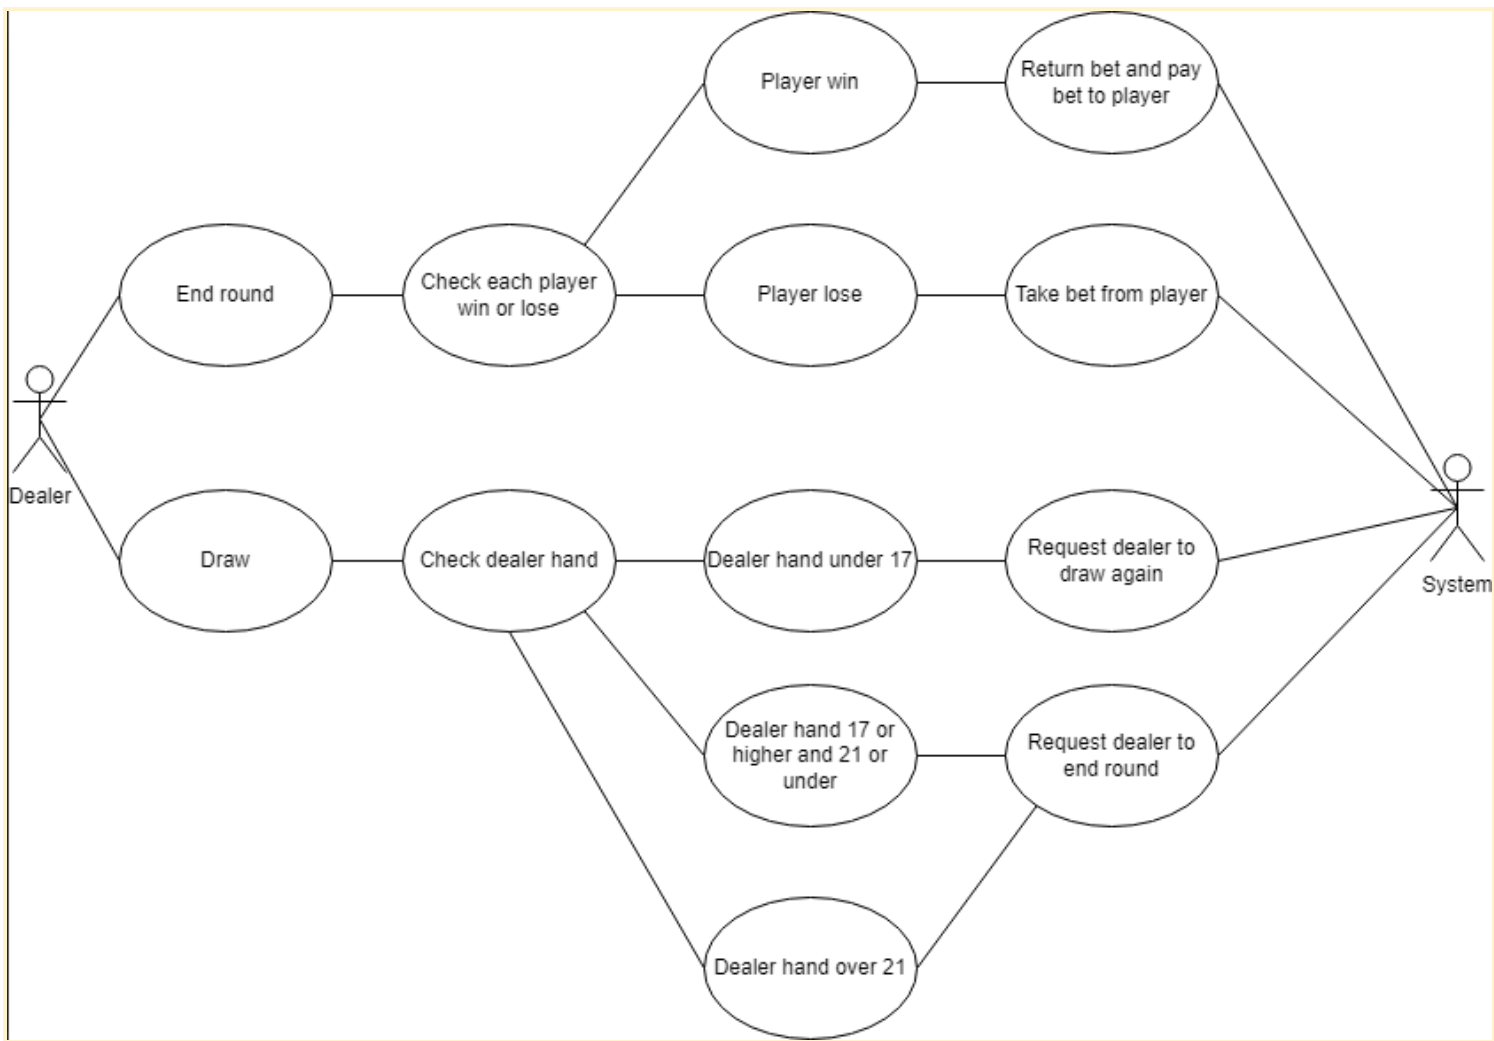 Player win
Return bet and pay
bet to player
End round
Check each player
win or lose
Player lose
Take bet from player
Dealer
Draw
Check dealer hand
Dealer hand under 17
Request dealer to
draw again
System
Dealer hand 17 or
higher and 21 or
under
Request dealer to
end round
Dealer hand over 21